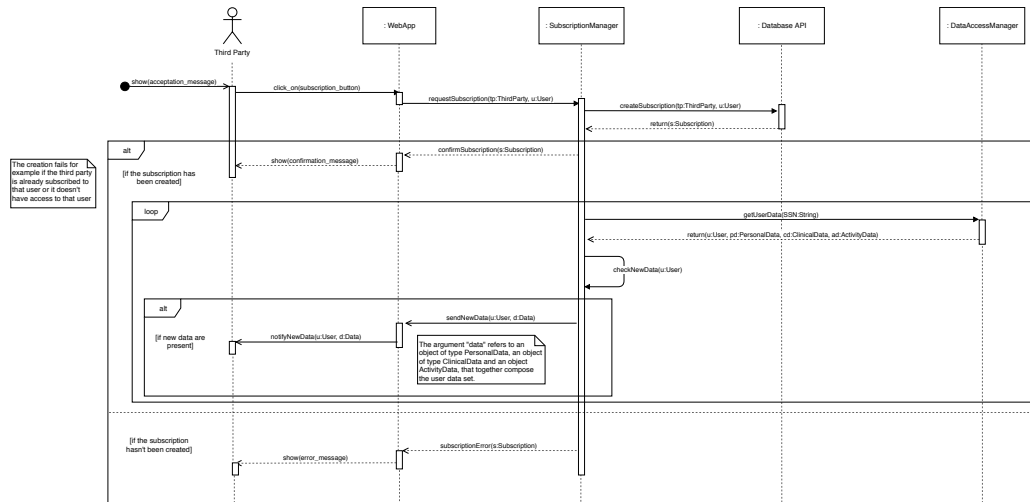 : WebApp
: SubscriptionManager
: Database API
: DataAccessManager
Third Party
show(acceptation_message)
click_on(subscription_button)
requestSubscription(tp:ThirdParty, u:User)
createSubscription(tp:ThirdParty, u:User)
return(s:Subscription)
alt
confirmSubscription(s:Subscription)
show(confirmation_message)
The creation fails for
example if the third party
is already subscribed to
that user or it doesn't
have access to that user
[if the subscription has
been created]
loop
getUserData(SSN:String)
return(u:User, pd:PersonalData, cd:ClinicalData, ad:ActivityData)
checkNewData(u:User)
alt
sendNewData(u:User, d:Data)
[if new data are
present]
notifyNewData(u:User, d:Data)
The argument "data" refers to an
object of type PersonalData, an object
of type ClinicalData and an object
ActivityData, that together compose
the user data set.
[if the subscription
hasn't been created]
subscriptionError(s:Subscription)
show(error_message)